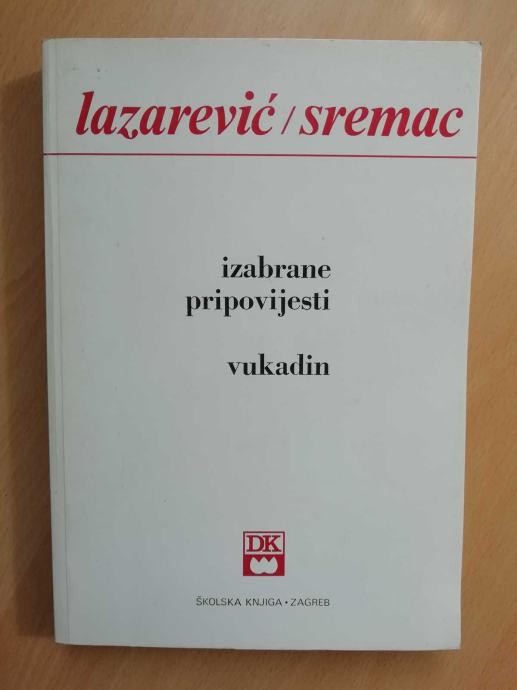 lazarević / sremac
izabrane
pripovijesti
vukadin
DK
ŠKOLSKA KNJIGA • ZAGREB